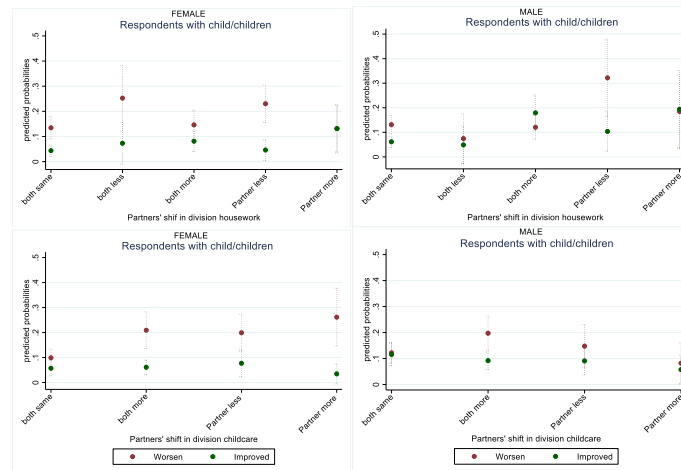 FEMALE
Respondents with child/children
predicted probabilities
.5
.4
.3
.2
.1
0
both same
both less
both more
Partner less
Partner more
Partners' shif in division housework
MALE
Respondents with child/children
predicted probabilities
.5
.4
.3
.2
.1
0
both same
both less
both more
Partner less
Partner more
Partners' shift in division housework
FEMALE
Respondents with child/children
predicted probabilities
.5
.4
.3
.2
.1
0
both same
both more
Partner less
Partner more
Partners' shift in division childcare
Worsen
Improved
MALE
Respondents with child/children
predicted probabilities
.5
.4
.3
.2
.1
0
both same
both more
Partner less
Partner more
Partners' shift in division childcare
Worsen
Improved